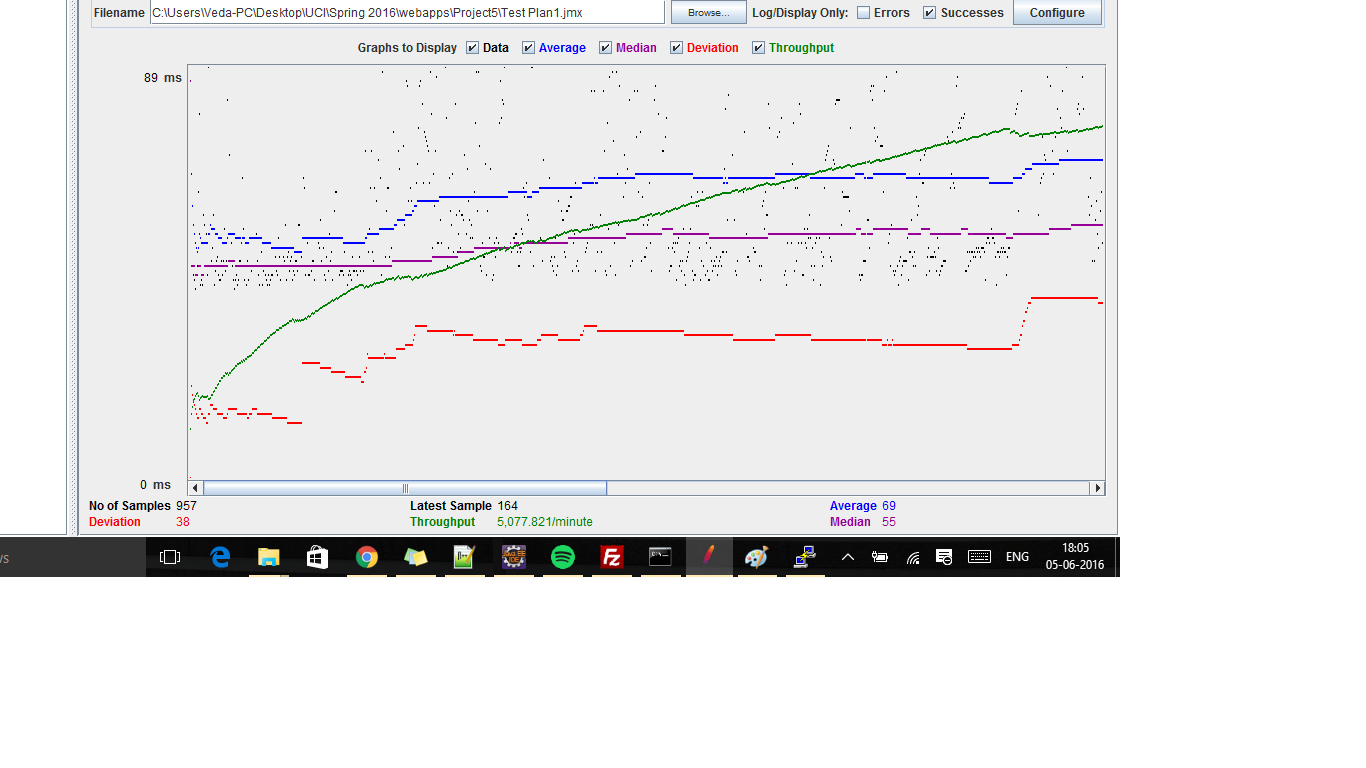 Filename C:\Users\Veda-PC\Desktop\UCI\Spring 2016\webapps\Project5\Test Plan1.jmx Browse... Log/Display Only: Errors Successes Configure
Graphs to Display Data Average Median Deviation Throughput
89 ms
0 ms
No of Samples 957 Latest Sample 164 Average 69
Deviation 38 Throughput 5,077.821/minute Median 55
ws
ENG
18:05
05-06-2016